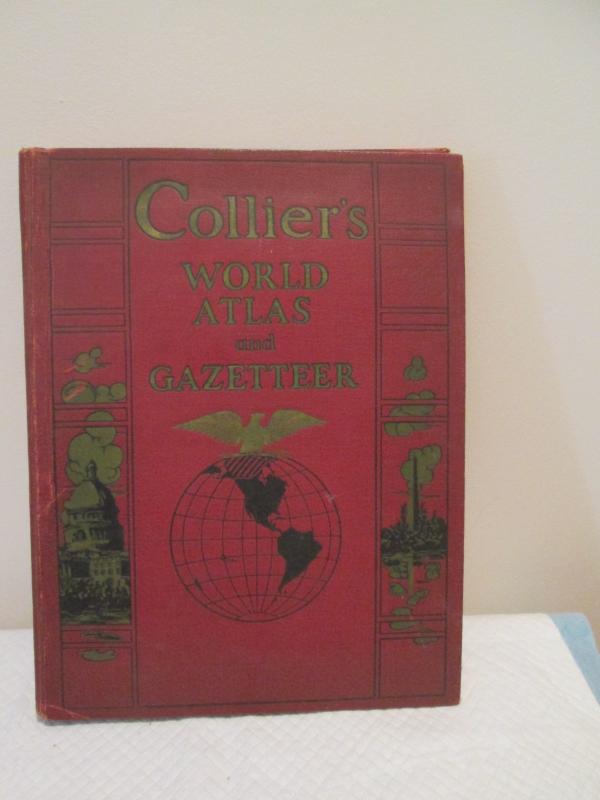 Collier's
WORLD
ATLAS
and
GAZETTEER